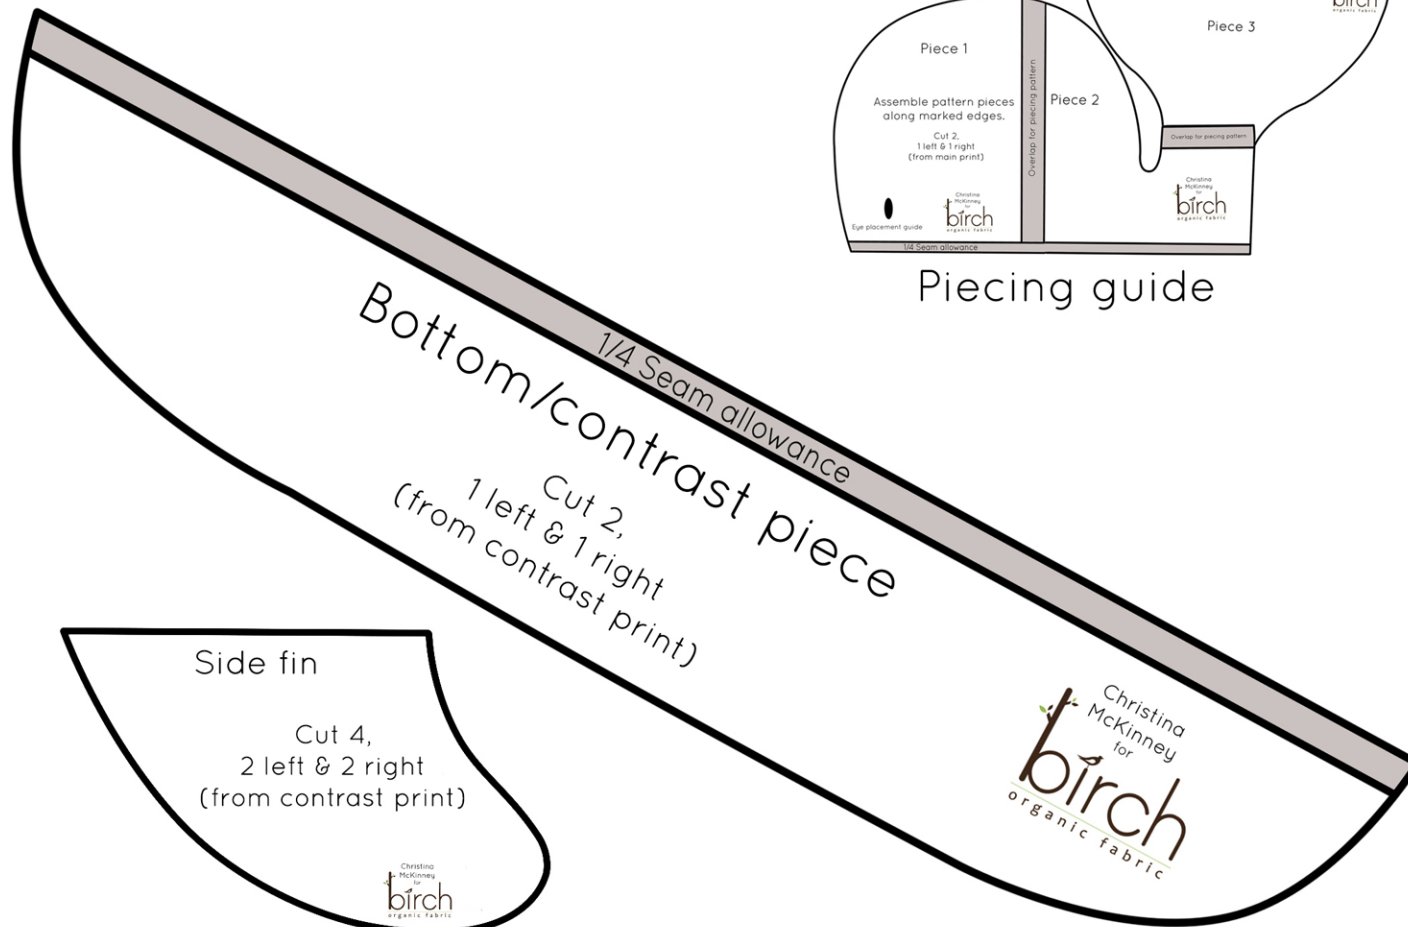 Piece 1
Assemble pattern pieces
along marked edges.
Cut 2,
1 left & 1 right
(from main print)
Eye placement guide
Christina
McKinney
for
birch
organic fabric
Overlap for piecing pattern
Piece 2
Piece 3
birch
organic fabric
Overlap for piecing pattern
Christina
McKinney
for
birch
organic fabric
1/4 Seam allowance
Piecing guide
1/4 Seam allowance
Bottom/contrast piece
Cut 2,
1 left & 1 right
(from contrast print)
Christina
McKinney
for
birch
organic fabric
Side fin
Cut 4,
2 left & 2 right
(from contrast print)
Christina
McKinney
for
birch
organic fabric